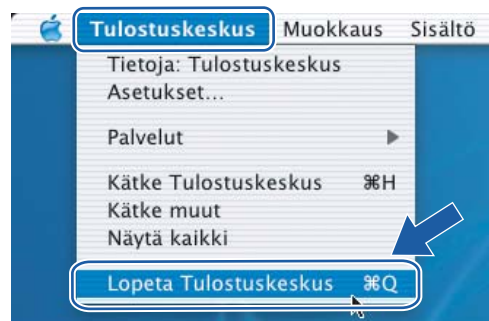 Tulostuskeskus Muokkaus Sisältö
Tietoja: Tulostuskeskus
Asetukset...
Palvelut
Kätke Tulostuskeskus ⌘H
Kätke muut
Näytä kaikki
Lopeta Tulostuskeskus ⌘Q